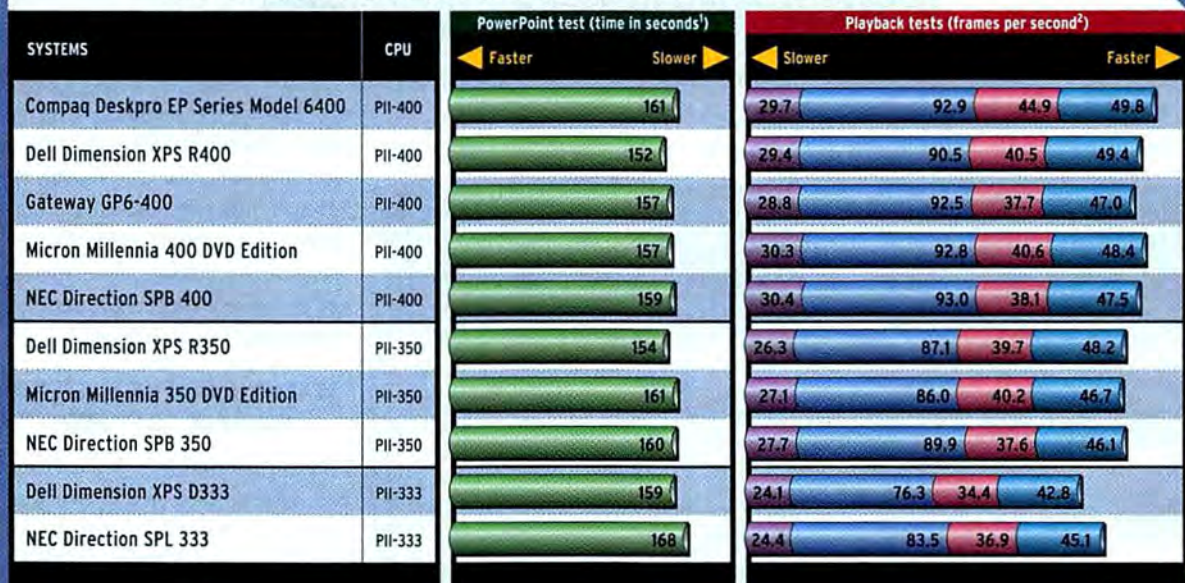 PowerPoint test (time in seconds¹) Playback tests (frames per second²)
SYSTEMS CPU Faster Slower Slower Faster
Compaq Deskpro EP Series Model 6400 PII-400 161 29.7 92.9 44.9 49.8
Dell Dimension XPS R400 PII-400 152 29.4 90.5 40.5 49.4
Gateway GP6-400 PII-400 157 28.8 92.5 37.7 47.0
Micron Millennia 400 DVD Edition PII-400 157 30.3 92.8 40.6 48.4
NEC Direction SPB 400 PII-400 159 30.4 93.0 38.1 47.5
Dell Dimension XPS R350 PII-350 154 26.3 87.1 39.7 48.2
Micron Millennia 350 DVD Edition PII-350 161 27.1 86.0 40.2 46.7
NEC Direction SPB 350 PII-350 160 27.7 89.9 37.6 46.1
Dell Dimension XPS D333 PII-333 159 24.1 76.3 34.4 42.8
NEC Direction SPL 333 PII-333 168 24.4 83.5 36.9 45.1